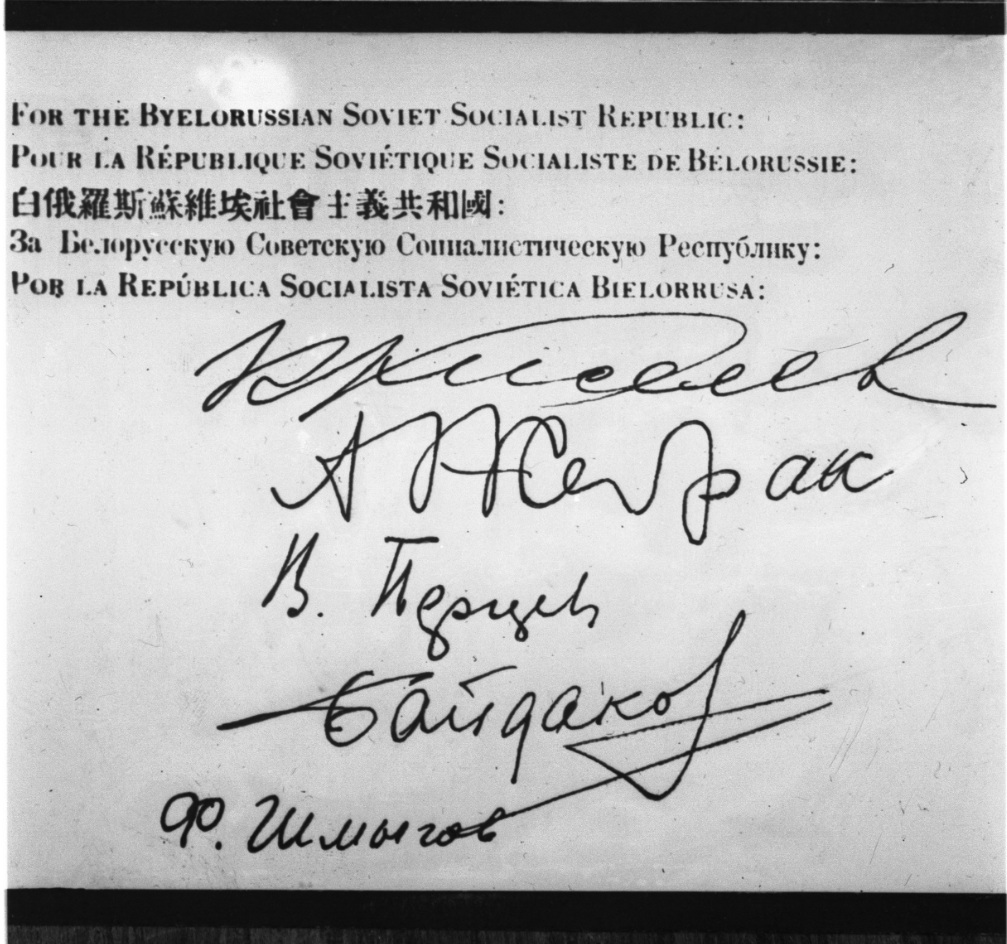 FOR THE BYELORUSSIAN SOVIET SOCIALIST REPUBLIC:
POUR LA RÉPUBLIQUE SOVIÉTIQUE SOCIALISTE DE BÉLORUSSIE:
白俄羅斯蘇維埃社會主義共和國:
За Белорусскую Советскую Социалистическую Республику:
POR LA REPÚBLICA SOCIALISTA SOVIÉTICA BIELORRUSA:
К Киселев
А Жебрак
В. Перцев
Байдаков
Ф. Шмыгов